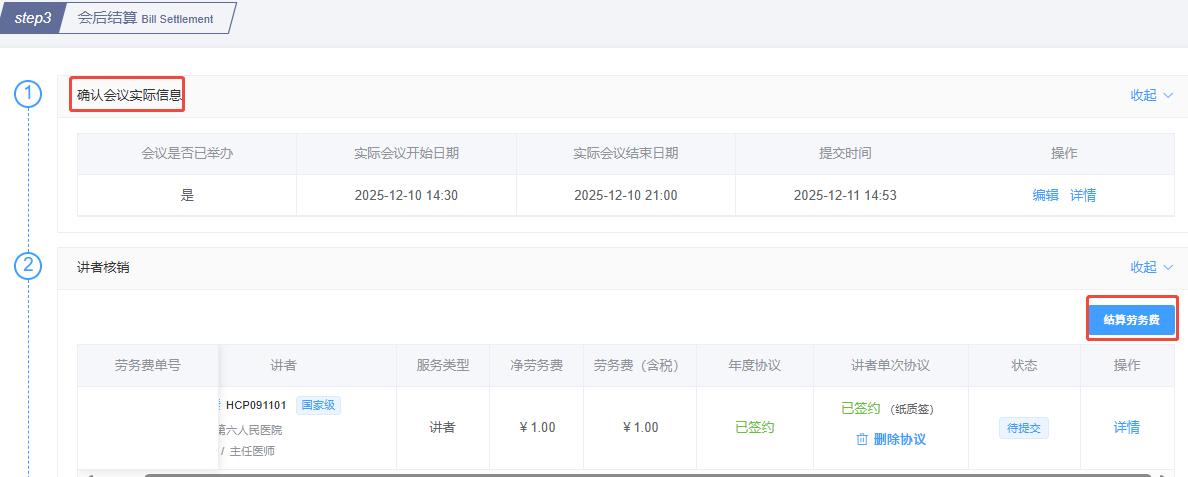 step3 会后结算 Bill Settlement
1 确认会议实际信息 收起
会议是否已举办 实际会议开始日期 实际会议结束日期 提交时间 操作
是 2025-12-10 14:30 2025-12-10 21:00 2025-12-11 14:53 编辑 详情
2 讲者核销 收起
结算劳务费
劳务费单号 讲者 服务类型 净劳务费 劳务费（含税） 年度协议 讲者单次协议 状态 操作
HCP091101 国家级
第六人民医院
/ 主任医师
讲者 ¥ 1.00 ¥ 1.00 已签约 已签约 （纸质签） 待提交 详情
删除协议